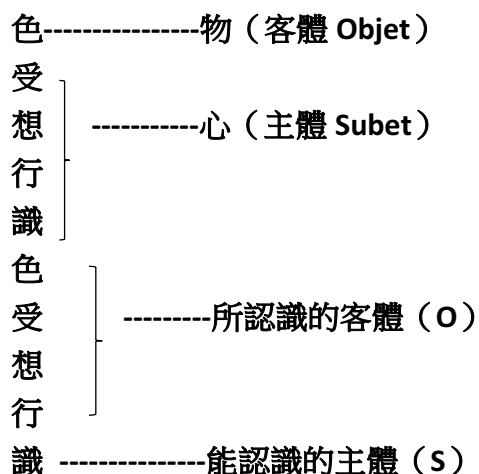 色----------------物（客體 Objet）
受
想 -----------心（主體 Subet）
行
識
色
受 ---------所認識的客體（O）
想
行
識 ---------------能認識的主體（S）